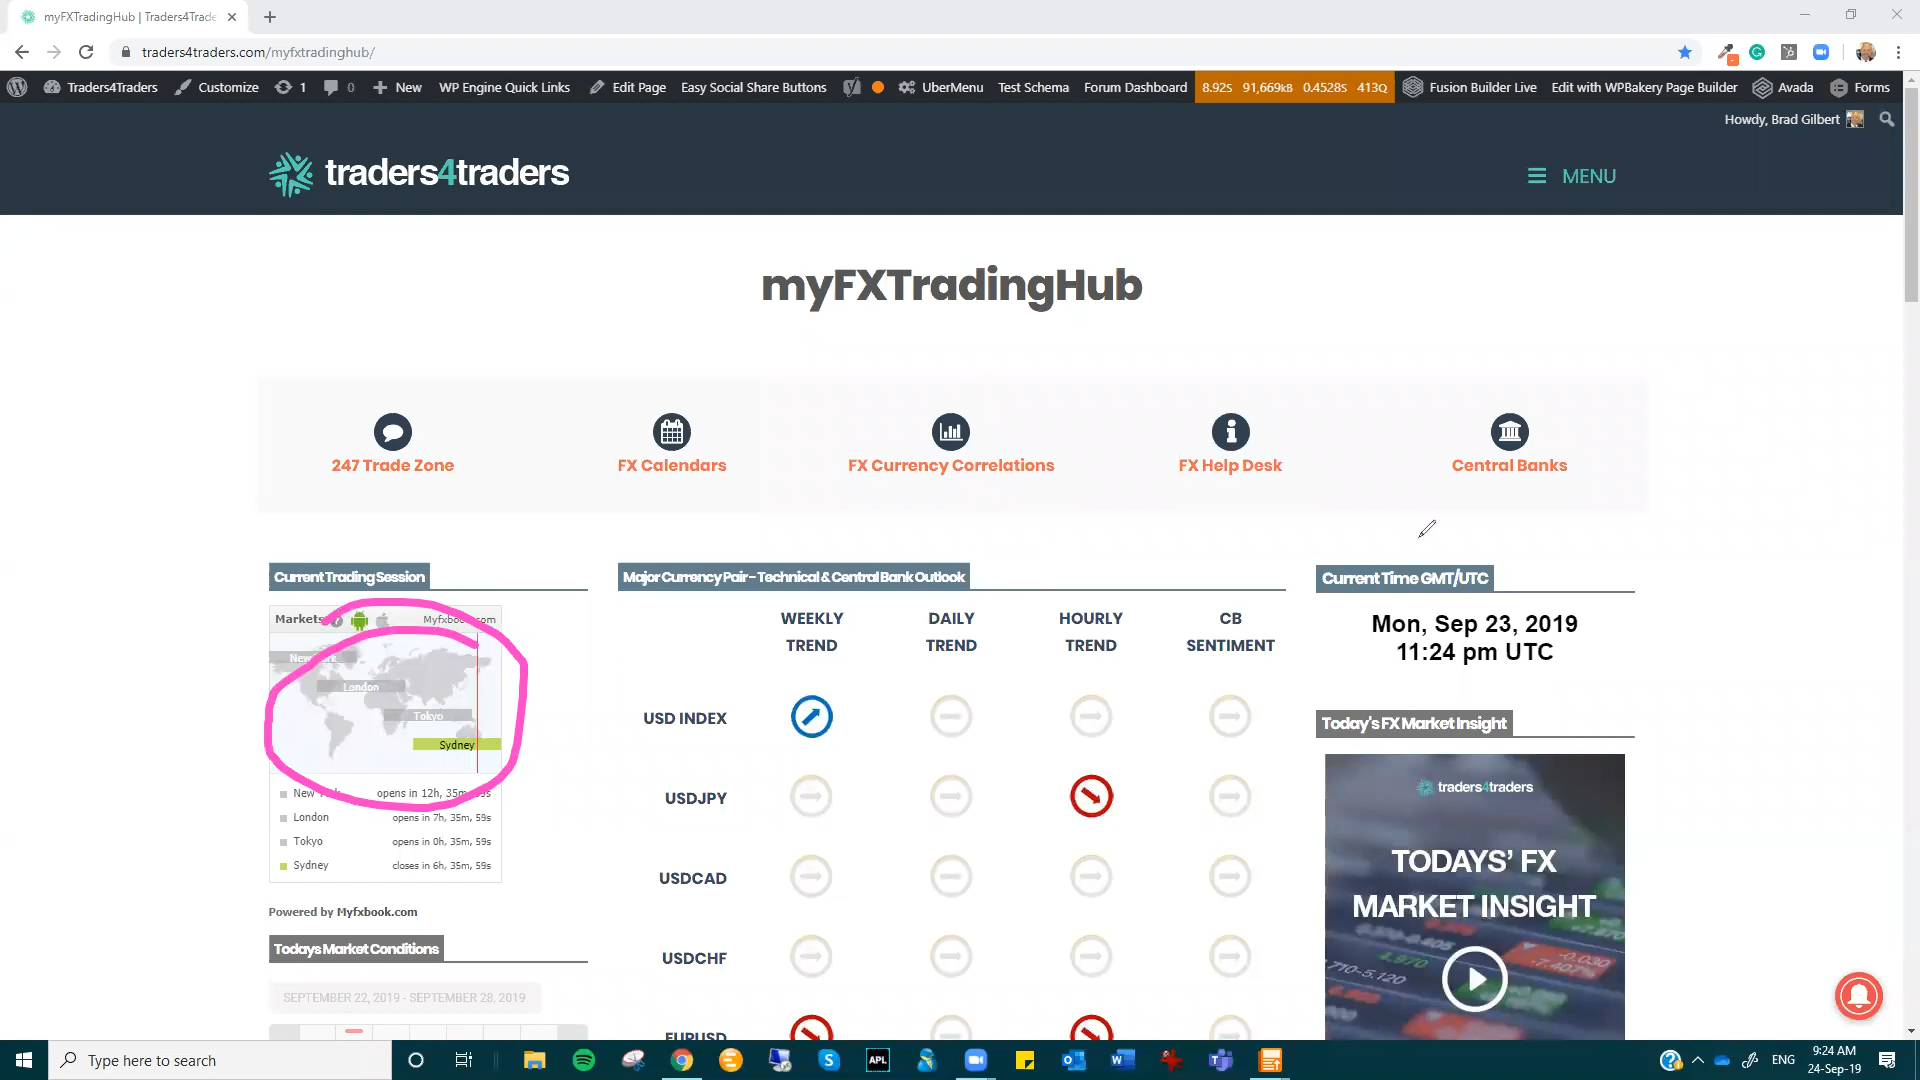 myFXTradingHub | Traders4Trade
traders4traders.com/myfxtradinghub/
Traders4Traders Customize 1 0 New WP Engine Quick Links Edit Page Easy Social Share Buttons UberMenu Test Schema Forum Dashboard 8.92S 91,669KB 0.4528S 413Q Fusion Builder Live Edit with WPBakery Page Builder Avada Forms
Howdy, Brad Gilbert
traders4traders
MENU
myFXTradingHub
247 Trade Zone
FX Calendars
FX Currency Correlations
FX Help Desk
Central Banks
Current Trading Session
Markets
London
Tokyo
Sydney
opens in 12h, 35m, 59s
London opens in 7h, 35m, 59s
Tokyo opens in 0h, 35m, 59s
Sydney closes in 6h, 35m, 59s
Powered by Myfxbook.com
Todays Market Conditions
SEPTEMBER 22, 2019 - SEPTEMBER 28, 2019
Major Currency Pair - Technical & Central Bank Outlook
WEEKLY
TREND
DAILY
TREND
HOURLY
TREND
CB
SENTIMENT
USD INDEX
USDJPY
USDCAD
USDCHF
EURUSD
Current Time GMT/UTC
Mon, Sep 23, 2019
11:24 pm UTC
Today's FX Market Insight
traders4traders
TODAYS' FX
MARKET INSIGHT
Type here to search
APL
ENG
9:24 AM
24-Sep-19